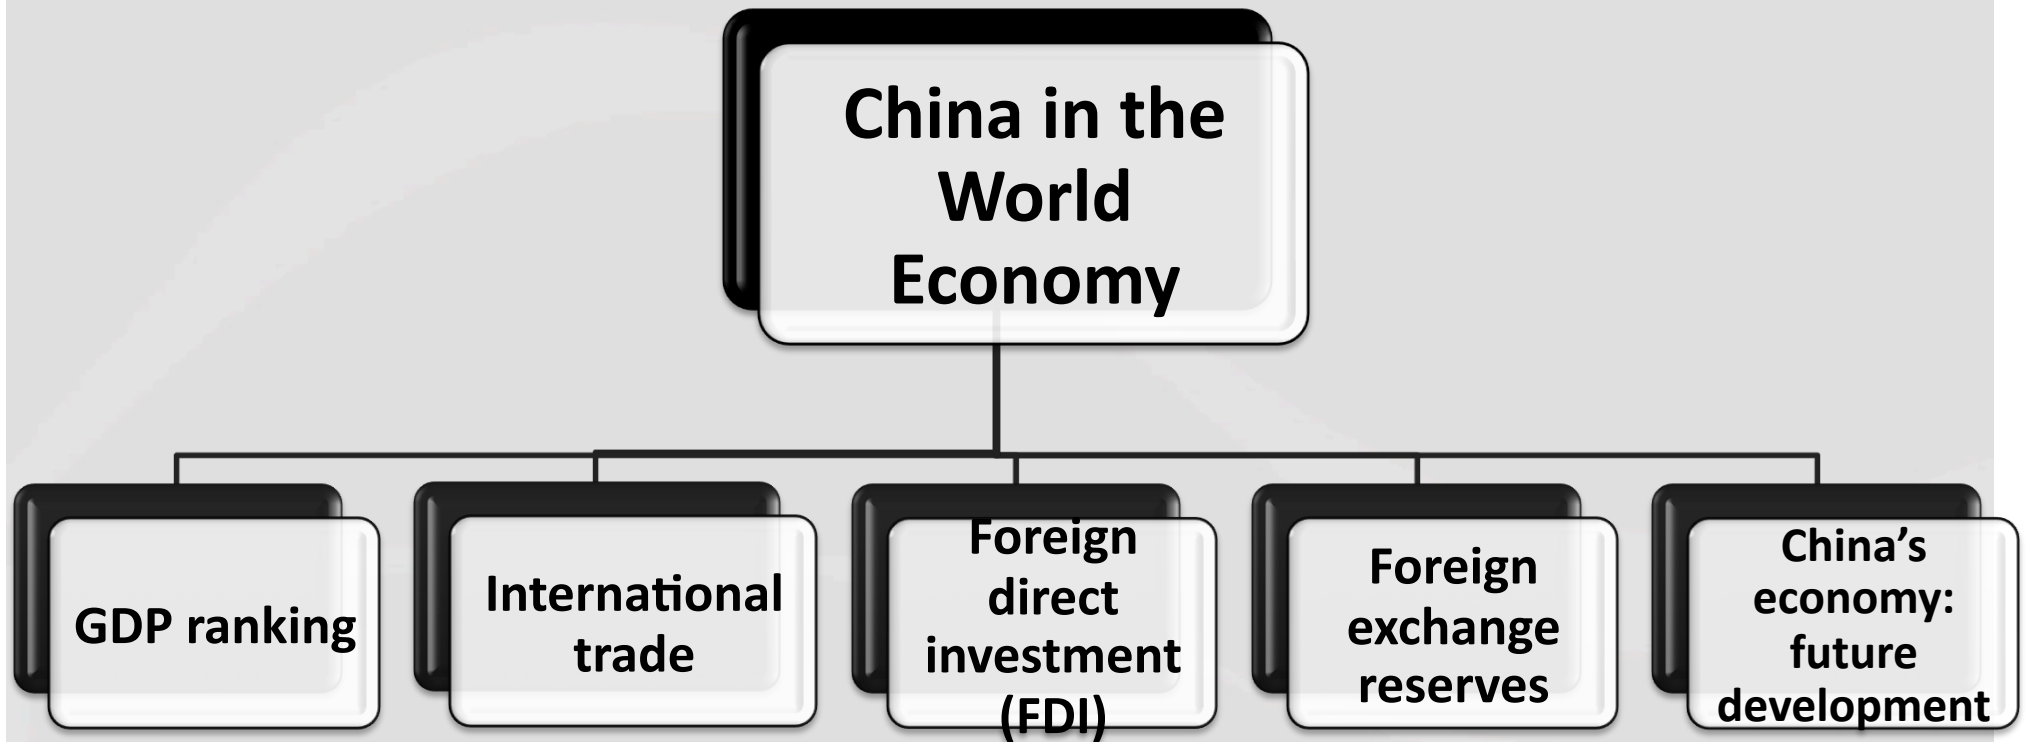 China in the
World
Economy
GDP ranking
International
trade
Foreign
direct
investment
(FDI)
Foreign
exchange
reserves
China’s
economy:
future
development